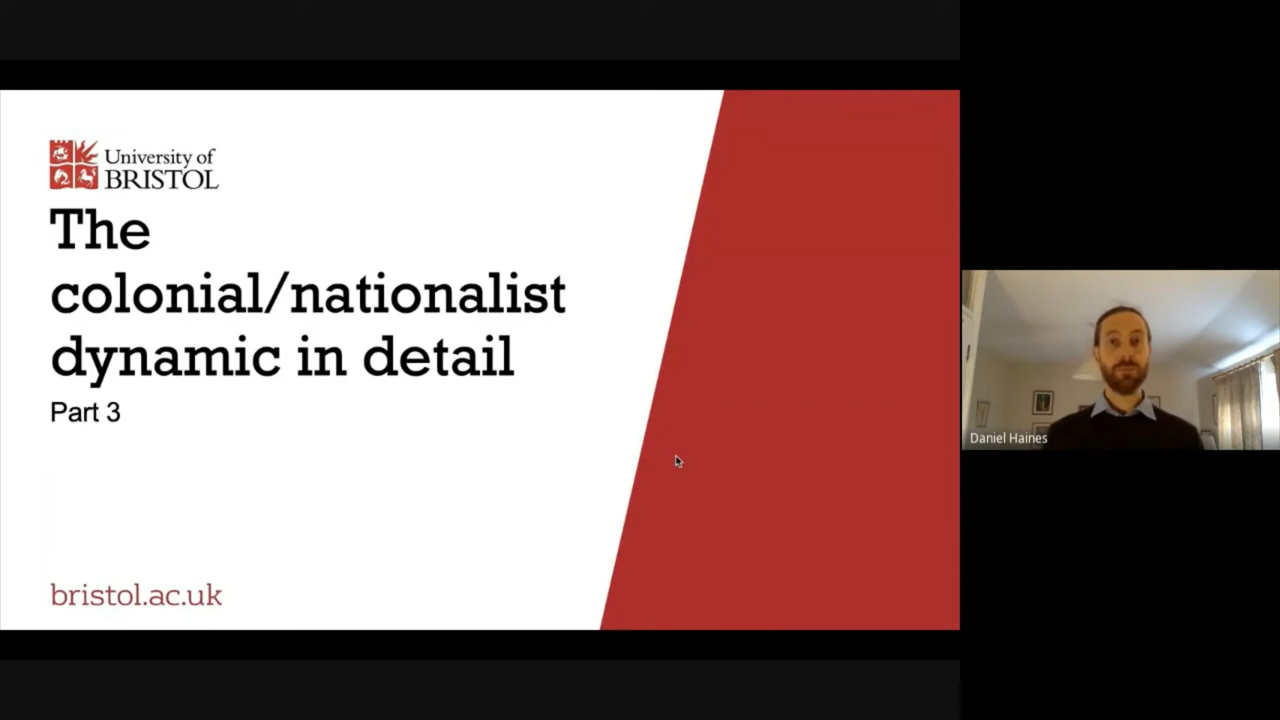 University of
BRISTOL
The
colonial/nationalist
dynamic in detail
Part 3
bristol.ac.uk
Daniel Haines